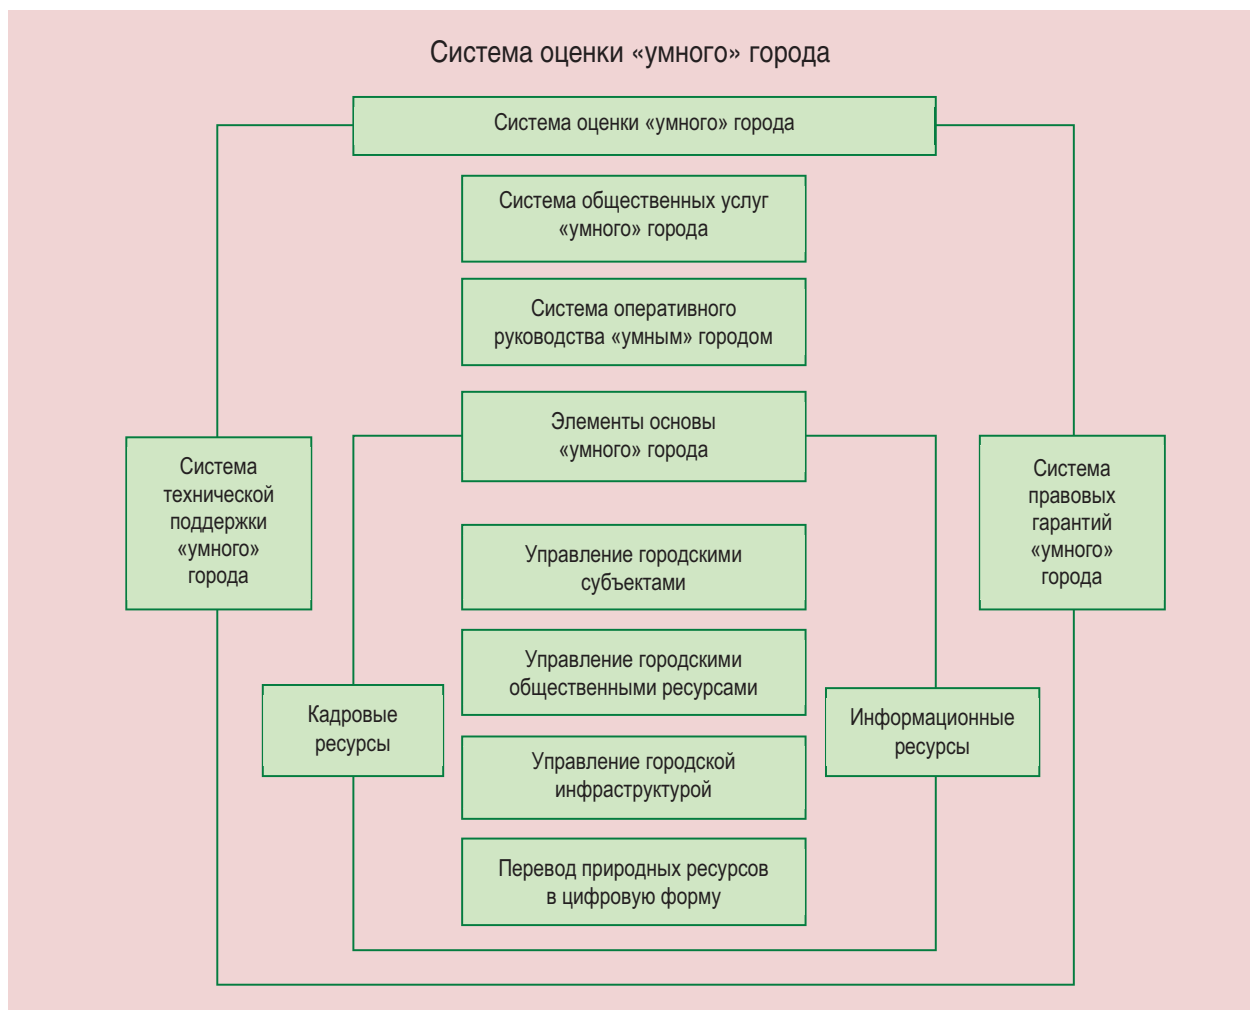 Система оценки «умного» города
Система оценки «умного» города
Система общественных услуг
«умного» города
Система оперативного
руководства «умным» городом
Элементы основы
«умного» города
Система
технической
поддержки
«умного»
города
Система
правовых
гарантий
«умного»
города
Управление городскими
субъектами
Управление городскими
общественными ресурсами
Кадровые
ресурсы
Информационные
ресурсы
Управление городской
инфраструктурой
Перевод природных ресурсов
в цифровую форму